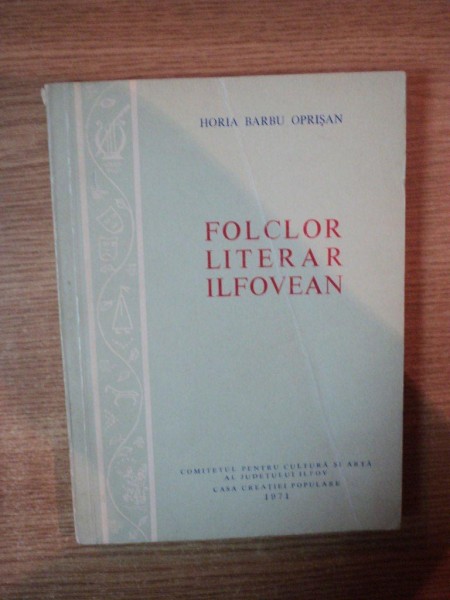 HORIA BARBU OPRIȘAN
FOLCLOR
LITERAR
ILFOVEAN
COMITETUL PENTRU CULTURĂ ȘI ARTĂ
AL JUDEȚULUI ILFOV
CASA CREAȚIEI POPULARE
1971